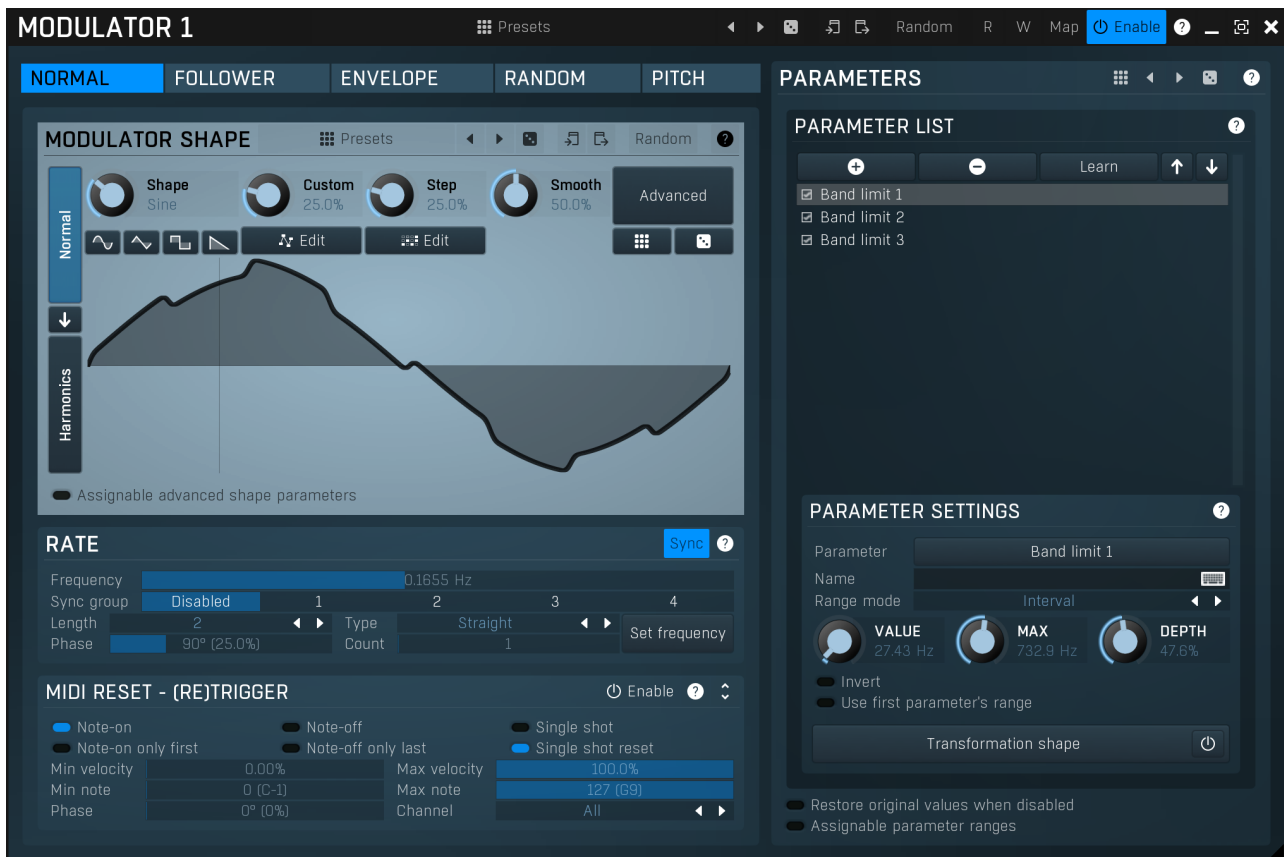 MODULATOR 1 Presets Random R W Map Enable ?
NORMAL FOLLOWER ENVELOPE RANDOM PITCH
MODULATOR SHAPE Presets Random ?
Shape Custom Step Smooth
Sine 25.0% 25.0% 50.0%
Advanced
Edit Edit
Normal
Harmonics
Assignable advanced shape parameters
RATE Sync ?
Frequency 0.1655 Hz
Sync group Disabled 1 2 3 4
Length 2 Type Straight
Phase 90° (25.0%) Count 1
Set frequency
MIDI RESET - (RE)TRIGGER Enable ?
Note-on Note-off Single shot
Note-on only first Note-off only last Single shot reset
Min velocity 0.00% Max velocity 100.0%
Min note 0 (C-1) Max note 127 (G9)
Phase 0° (0%) Channel All
PARAMETERS ?
PARAMETER LIST ?
Learn
Band limit 1
Band limit 2
Band limit 3
PARAMETER SETTINGS ?
Parameter Band limit 1
Name
Range mode Interval
VALUE MAX DEPTH
27.43 Hz 732.9 Hz 47.6%
Invert
Use first parameter's range
Transformation shape
Restore original values when disabled
Assignable parameter ranges